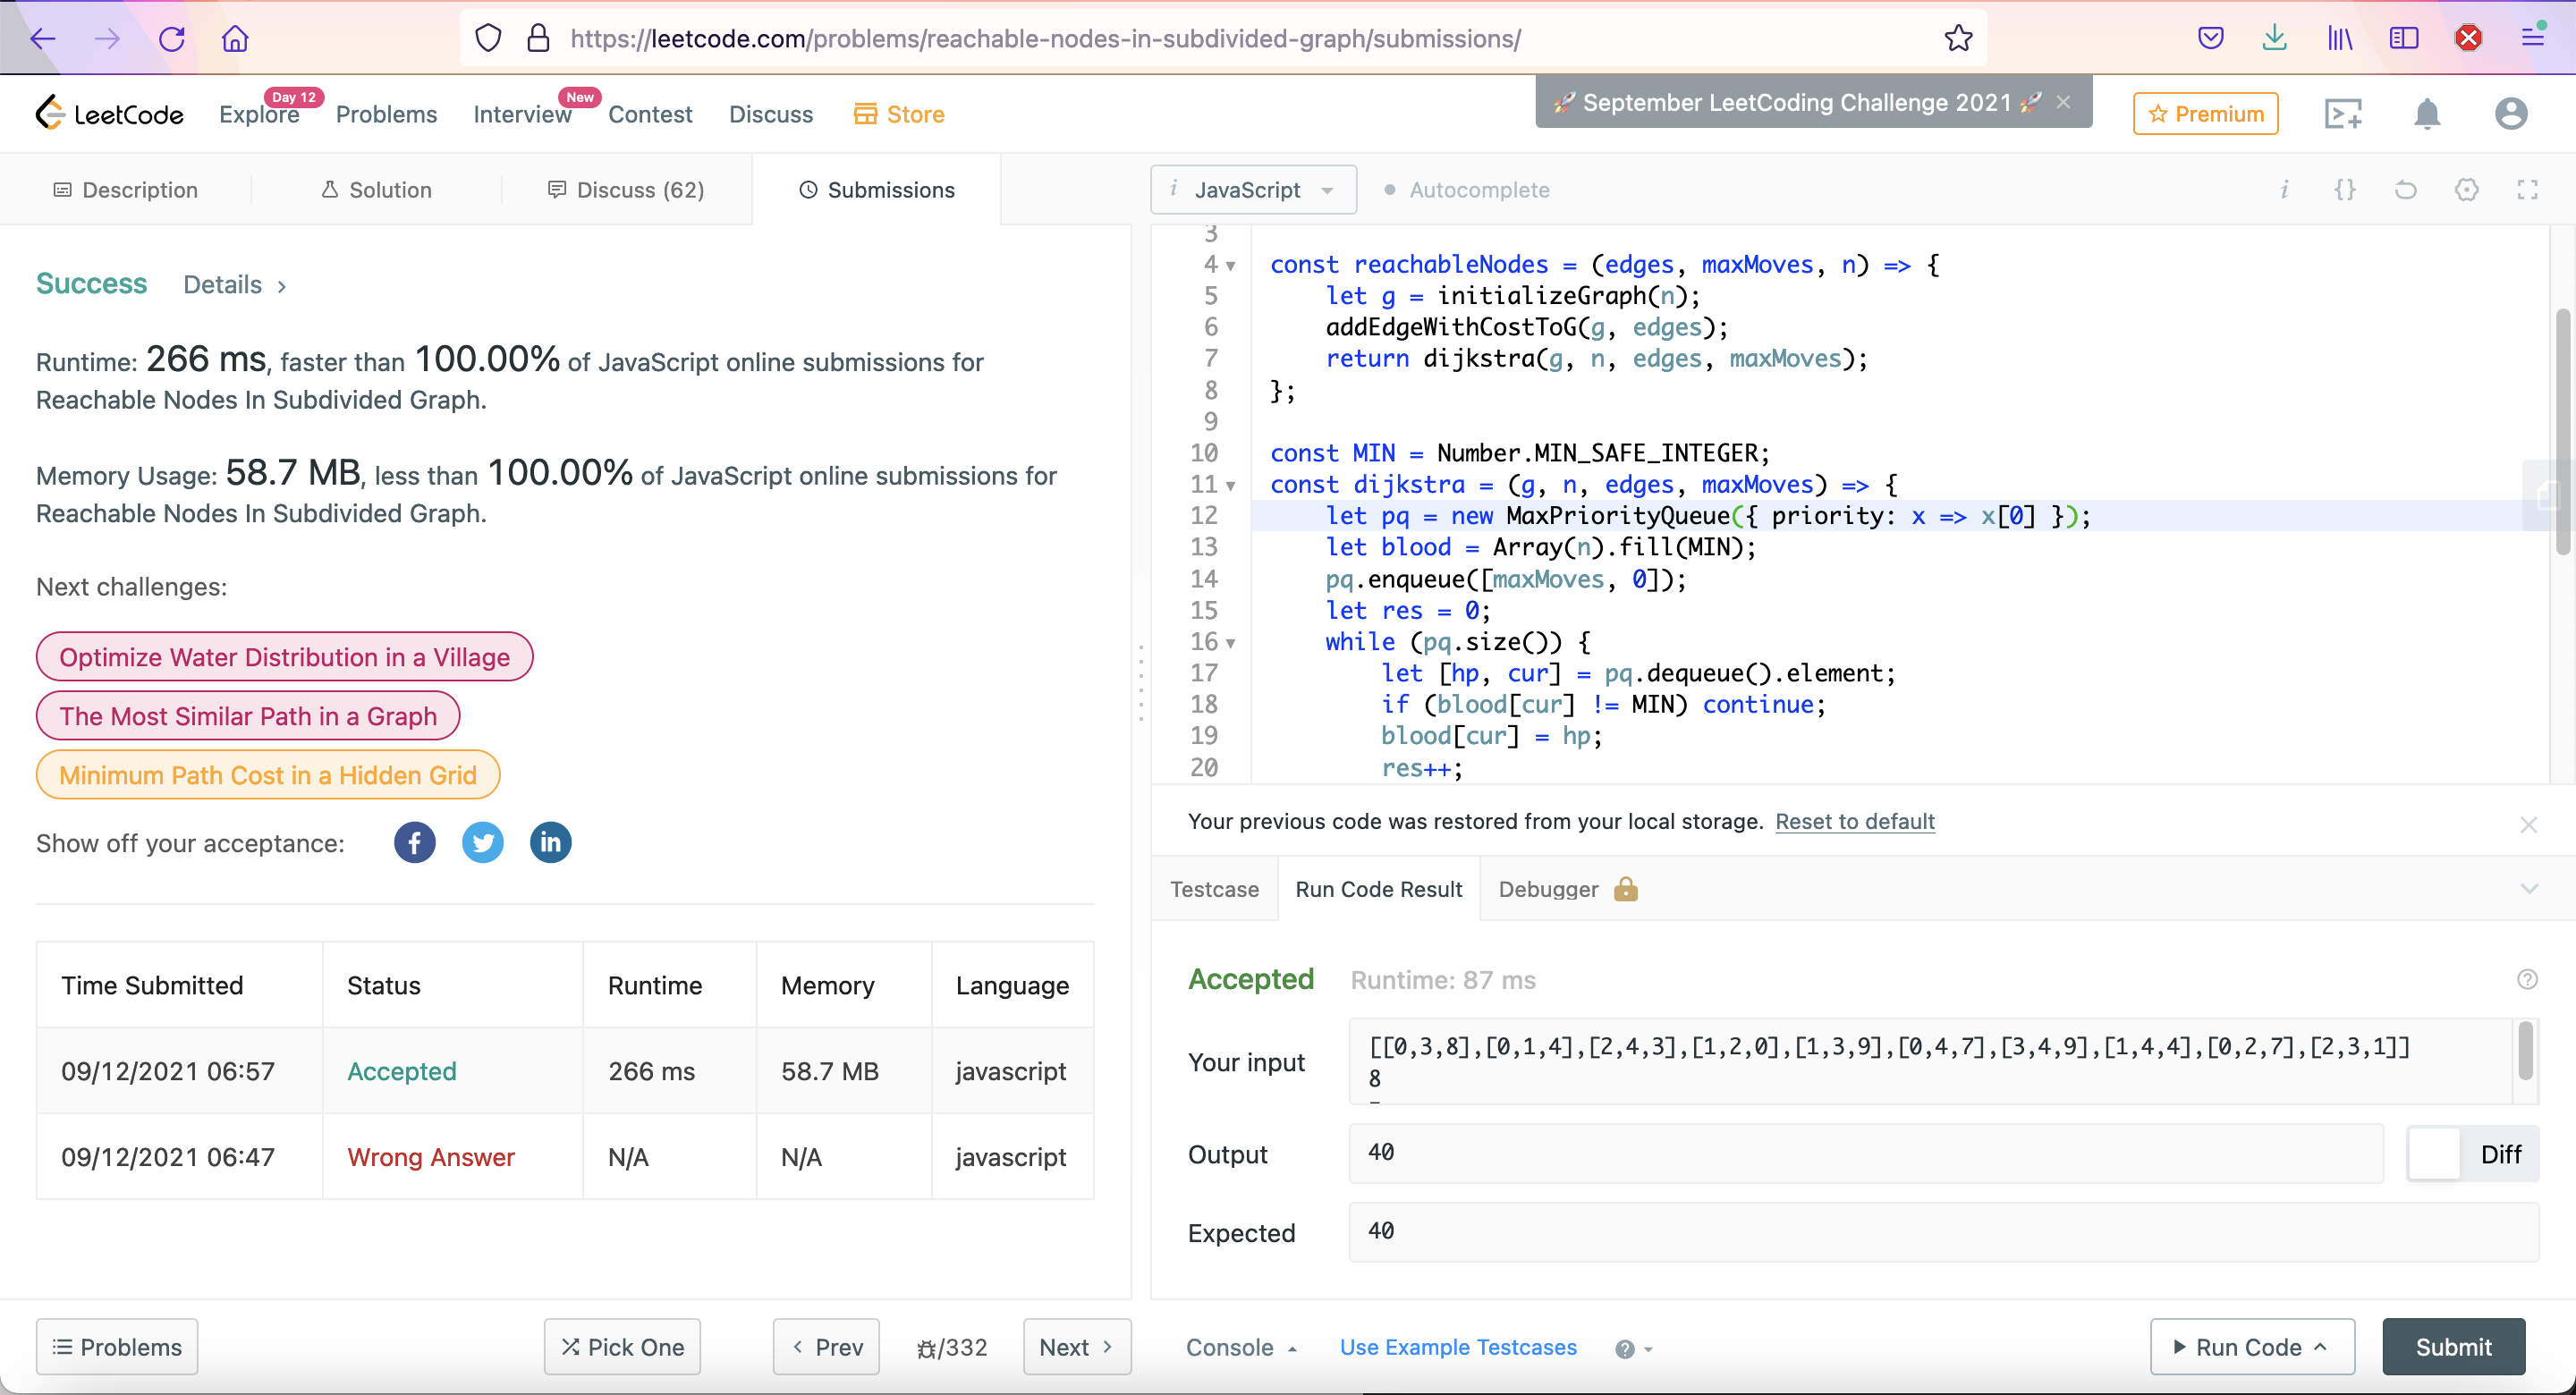 https://leetcode.com/problems/reachable-nodes-in-subdivided-graph/submissions/
LeetCode
Explore
Day 12
Problems
Interview
New
Contest
Discuss
Store
🚀 September LeetCoding Challenge 2021 🚀 ×
Premium
Description
Solution
Discuss (62)
Submissions
i JavaScript
Autocomplete
Success Details >
Runtime: 266 ms, faster than 100.00% of JavaScript online submissions for
Reachable Nodes In Subdivided Graph.
Memory Usage: 58.7 MB, less than 100.00% of JavaScript online submissions for
Reachable Nodes In Subdivided Graph.
Next challenges:
Optimize Water Distribution in a Village
The Most Similar Path in a Graph
Minimum Path Cost in a Hidden Grid
Show off your acceptance:
Time Submitted Status Runtime Memory Language
09/12/2021 06:57 Accepted 266 ms 58.7 MB javascript
09/12/2021 06:47 Wrong Answer N/A N/A javascript
3
4 const reachableNodes = (edges, maxMoves, n) => {
5 let g = initializeGraph(n);
6 addEdgeWithCostToG(g, edges);
7 return dijkstra(g, n, edges, maxMoves);
8 };
9
10 const MIN = Number.MIN_SAFE_INTEGER;
11 const dijkstra = (g, n, edges, maxMoves) => {
12 let pq = new MaxPriorityQueue({ priority: x => x[0] });
13 let blood = Array(n).fill(MIN);
14 pq.enqueue([maxMoves, 0]);
15 let res = 0;
16 while (pq.size()) {
17 let [hp, cur] = pq.dequeue().element;
18 if (blood[cur] != MIN) continue;
19 blood[cur] = hp;
20 res++;
Your previous code was restored from your local storage. Reset to default
Testcase
Run Code Result
Debugger
Accepted Runtime: 87 ms
Your input
[[0,3,8],[0,1,4],[2,4,3],[1,2,0],[1,3,9],[0,4,7],[3,4,9],[1,4,4],[0,2,7],[2,3,1]]
8
Output
40
Diff
Expected
40
Problems
Pick One
Prev
/332
Next
Console
Use Example Testcases
Run Code
Submit